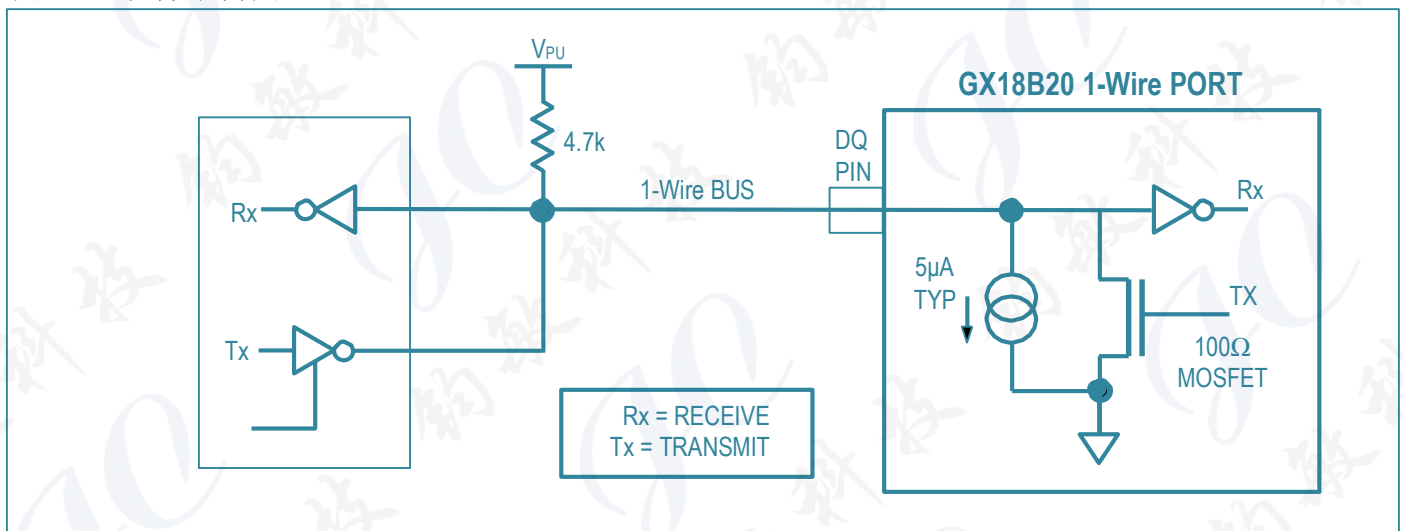 V_PU
4.7k
GX18B20 1-Wire PORT
DQ
PIN
1-Wire BUS
Rx
Rx
5µA
TYP
Tx
TX
100Ω
MOSFET
Rx = RECEIVE
Tx = TRANSMIT